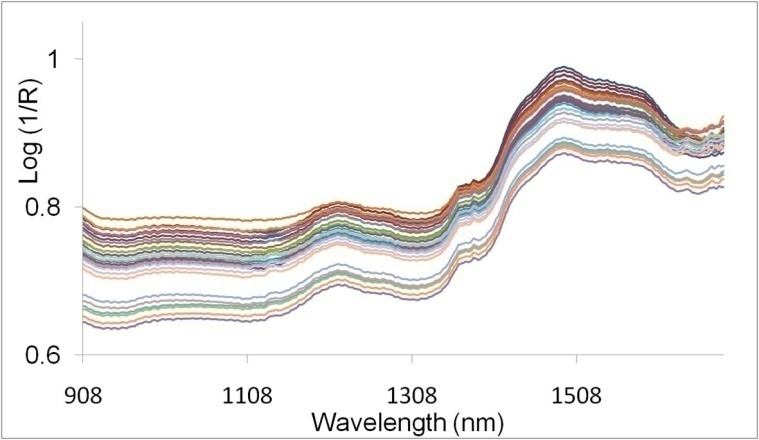 1
0.8
0.6
Log (1/R)
908 1108 1308 1508
Wavelength (nm)